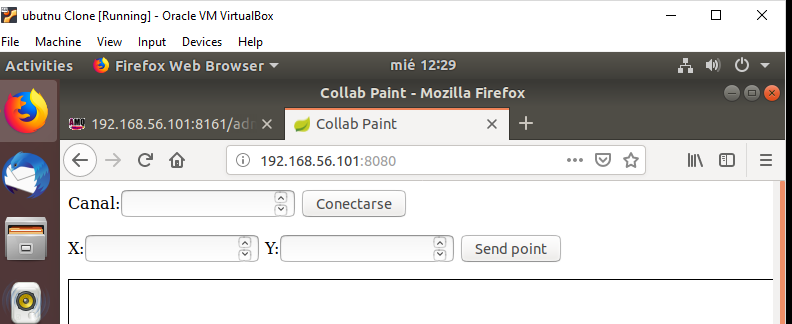 ubutnu Clone [Running] - Oracle VM VirtualBox
File Machine View Input Devices Help
Activities Firefox Web Browser mié 12:29
Collab Paint - Mozilla Firefox
AMQ 192.168.56.101:8161/adr Collab Paint
192.168.56.101:8080
Canal: Conectarse
X: Y: Send point